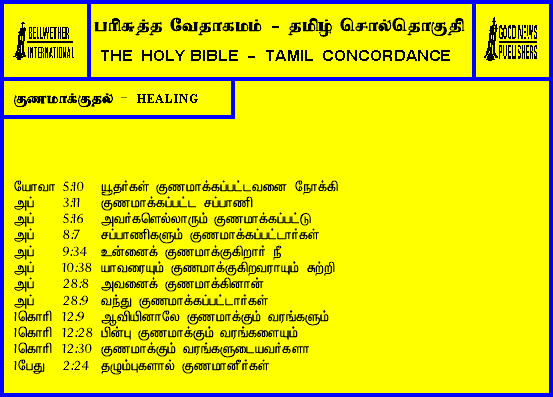 BELLWETHER
INTERNATIONAL
பரிசுத்த வேதாகமம் - தமிழ் சொல்தொகுதி
THE HOLY BIBLE - TAMIL CONCORDANCE
GOOD NEWS
PUBLISHERS
குணமாக்குதல் - HEALING
யோவா 5:10 யூதர்கள் குணமாக்கப்பட்டவனை நோக்கி
அப் 3:11 குணமாக்கப்பட்ட சப்பாணி
அப் 5:16 அவர்களெல்லாரும் குணமாக்கப்பட்டு
அப் 8:7 சப்பாணிகளும் குணமாக்கப்பட்டார்கள்
அப் 9:34 உன்னைக் குணமாக்குகிறார் நீ
அப் 10:38 யாவரையும் குணமாக்குகிறவராயும் சுற்றி
அப் 28:8 அவனைக் குணமாக்கினான்
அப் 28:9 வந்து குணமாக்கப்பட்டார்கள்
1கொரி 12:9 ஆவியினாலே குணமாக்கும் வரங்களும்
1கொரி 12:28 பின்பு குணமாக்கும் வரங்களையும்
1கொரி 12:30 குணமாக்கும் வரங்களுடையவர்களா
1பேது 2:24 தழும்புகளால் குணமானீர்கள்